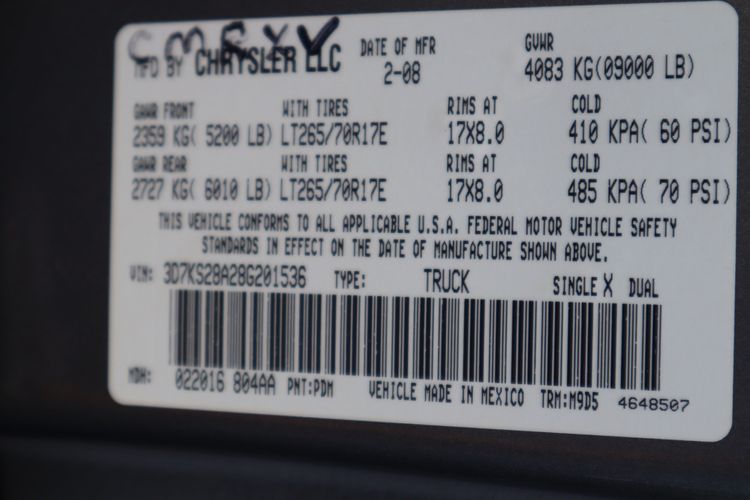 MFD BY CHRYSLER LLC DATE OF MFR GVWR
2-08 4083 KG(09000 LB)
GAWR FRONT WITH TIRES RIMS AT COLD
2359 KG( 5200 LB) LT265/70R17E 17X8.0 410 KPA( 60 PSI)
GAWR REAR WITH TIRES RIMS AT COLD
2727 KG( 6010 LB) LT265/70R17E 17X8.0 485 KPA( 70 PSI)
THIS VEHICLE CONFORMS TO ALL APPLICABLE U.S.A. FEDERAL MOTOR VEHICLE SAFETY
STANDARDS IN EFFECT ON THE DATE OF MANUFACTURE SHOWN ABOVE.
VIN: 3D7KS28A28G201536 TYPE: TRUCK SINGLE X DUAL
MDH: 022016 804AA PNT:PDM VEHICLE MADE IN MEXICO TRM:M9D5 4648507